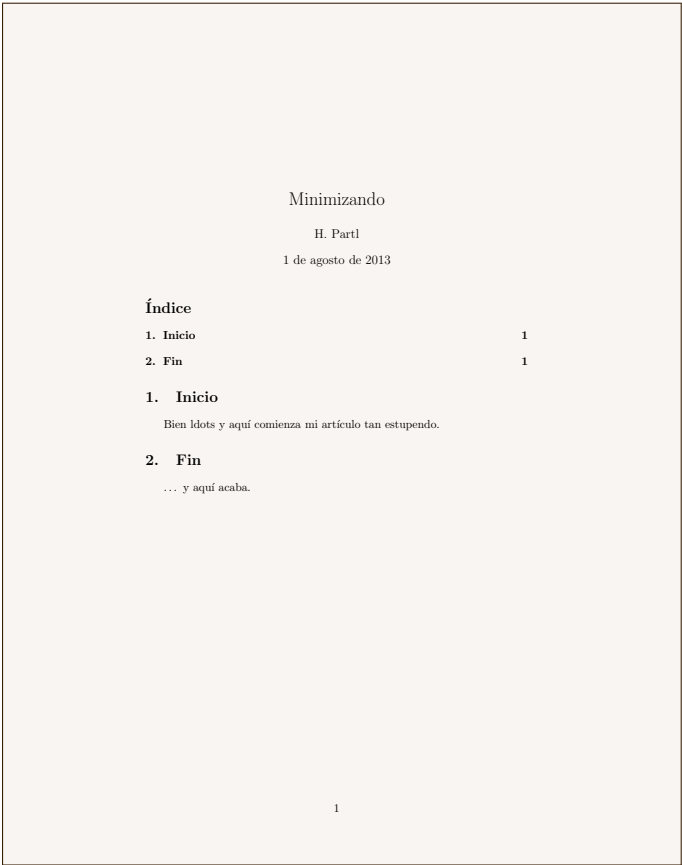 Minimizando
H. Partl
1 de agosto de 2013
Índice
1. Inicio 1
2. Fin 1
1. Inicio
Bien ldots y aquí comienza mi artículo tan estupendo.
2. Fin
... y aquí acaba.
1